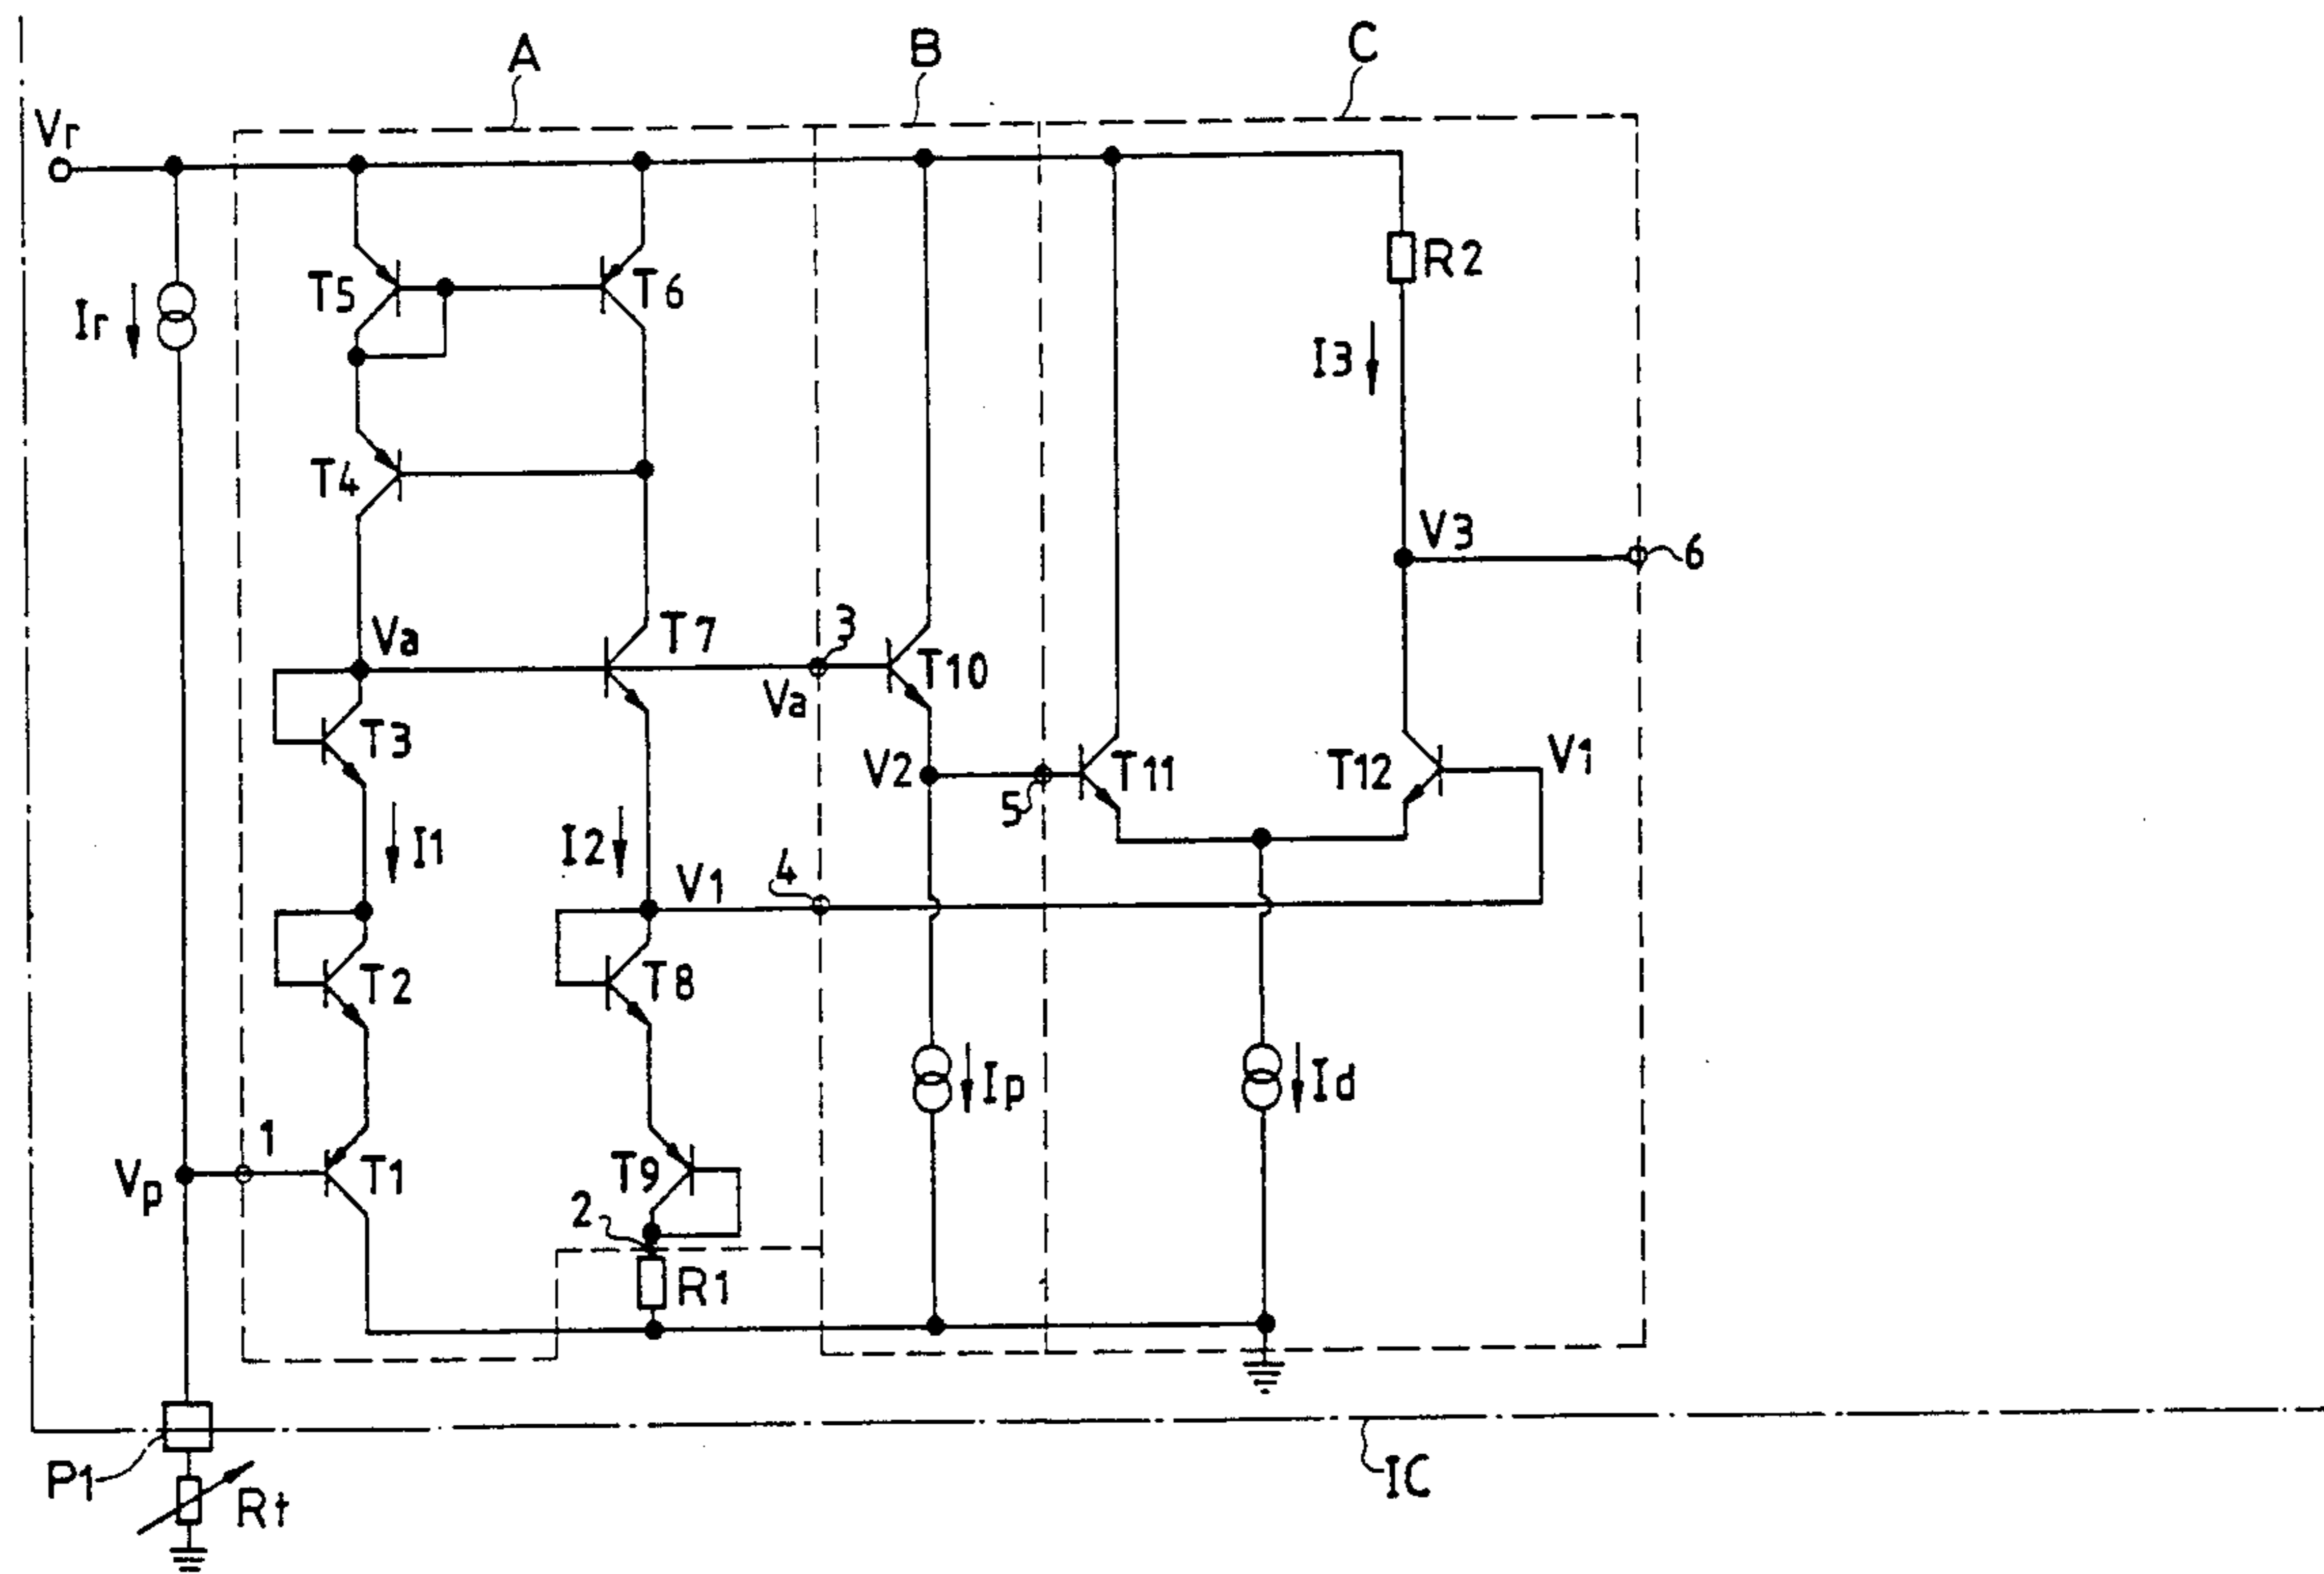 A
B
C
Vr
T5
T6
R2
Ir
I3
T4
V3
6
Va
T7
3
T10
Va
T3
V2
T11
T12
V1
5
I1
I2
V1
4
T2
T8
Ip
Id
1
Vp
T1
T9
2
R1
P1
Rt
IC